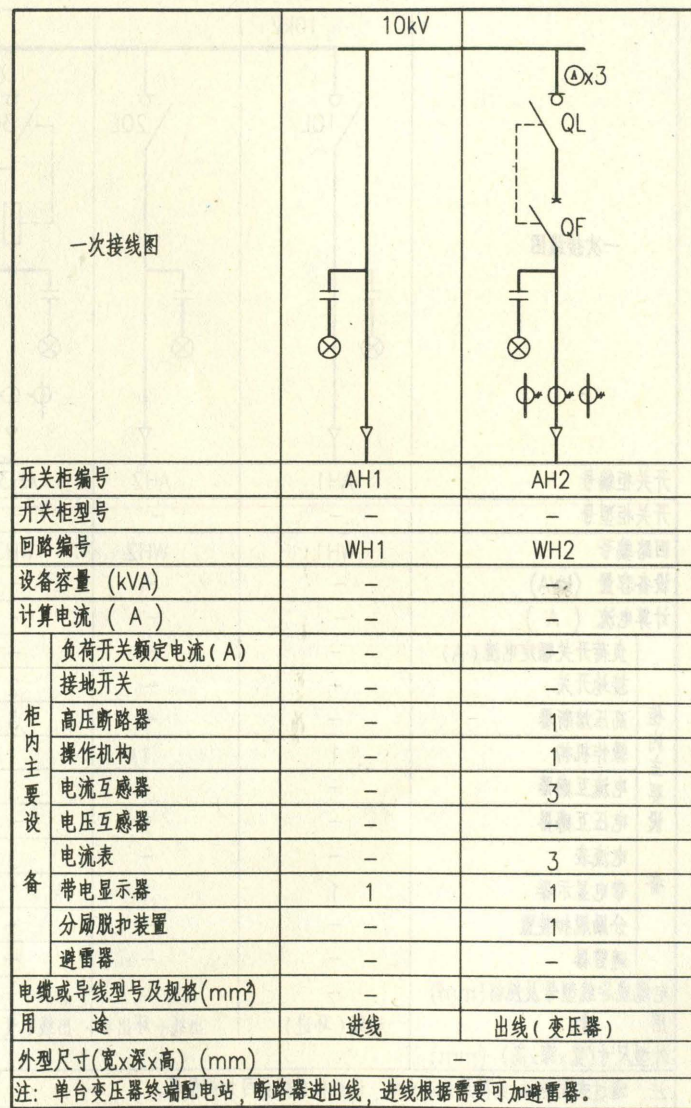 10kV
Ⓐx3
QL
QF
一次接线图
开关柜编号 AH1 AH2
开关柜型号 – –
回路编号 WH1 WH2
设备容量 (kVA) – –
计算电流 ( A ) – –
柜内主要设备
负荷开关额定电流(A) – –
接地开关 – –
高压断路器 – 1
操作机构 – 1
电流互感器 – 3
电压互感器 – –
电流表 – 3
带电显示器 1 1
分励脱扣装置 – 1
避雷器 – –
电缆或导线型号及规格(mm²) – –
用 途 进线 出线(变压器)
外型尺寸(宽x深x高) (mm) –
注: 单台变压器终端配电站, 断路器进出线, 进线根据需要可加避雷器。